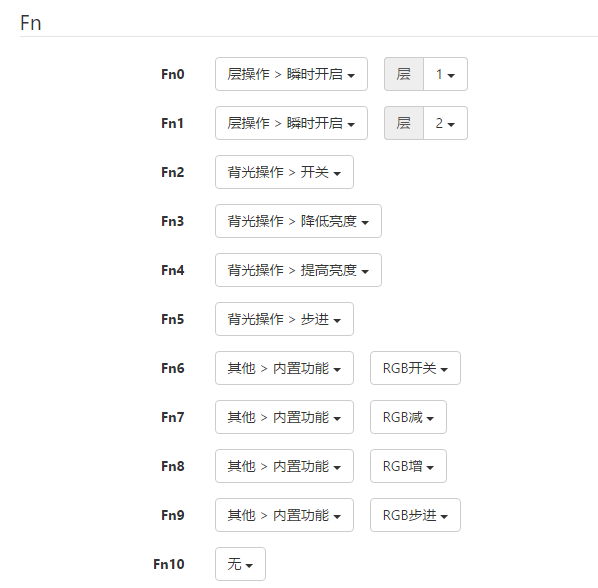 Fn
Fn0 层操作 > 瞬时开启 层 1
Fn1 层操作 > 瞬时开启 层 2
Fn2 背光操作 > 开关
Fn3 背光操作 > 降低亮度
Fn4 背光操作 > 提高亮度
Fn5 背光操作 > 步进
Fn6 其他 > 内置功能 RGB开关
Fn7 其他 > 内置功能 RGB减
Fn8 其他 > 内置功能 RGB增
Fn9 其他 > 内置功能 RGB步进
Fn10 无